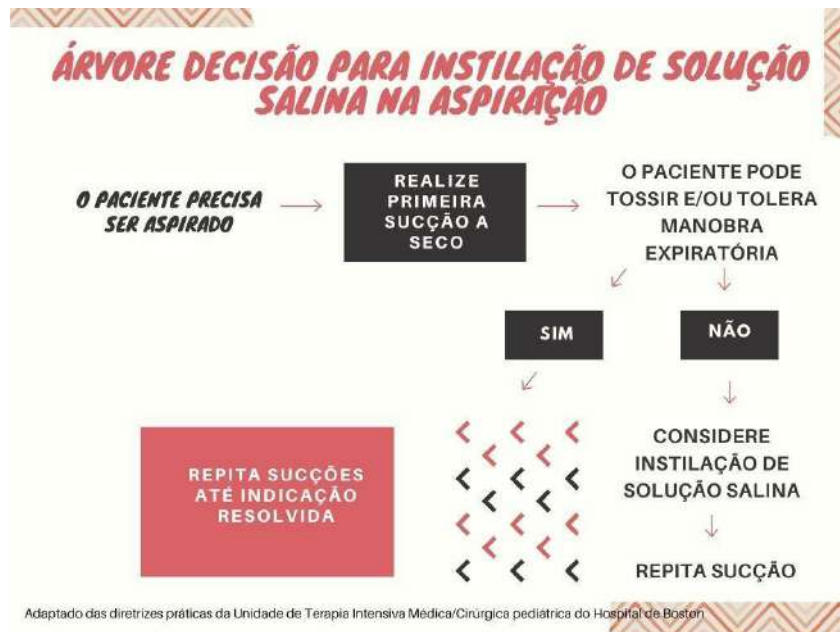 ÁRVORE DECISÃO PARA INSTILAÇÃO DE SOLUÇÃO
SALINA NA ASPIRAÇÃO
O PACIENTE PRECISA
SER ASPIRADO
REALIZE
PRIMEIRA
SUCÇÃO A
SECO
O PACIENTE PODE
TOSSIR E/OU TOLERA
MANOBRA
EXPIRATÓRIA
SIM
NÃO
REPITA SUCÇÕES
ATÉ INDICAÇÃO
RESOLVIDA
CONSIDERE
INSTILAÇÃO DE
SOLUÇÃO SALINA
REPITA SUCÇÃO
Adaptado das diretrizes práticas da Unidade de Terapia Intensiva Médica/Cirúrgica pediátrica do Hospital de Boston